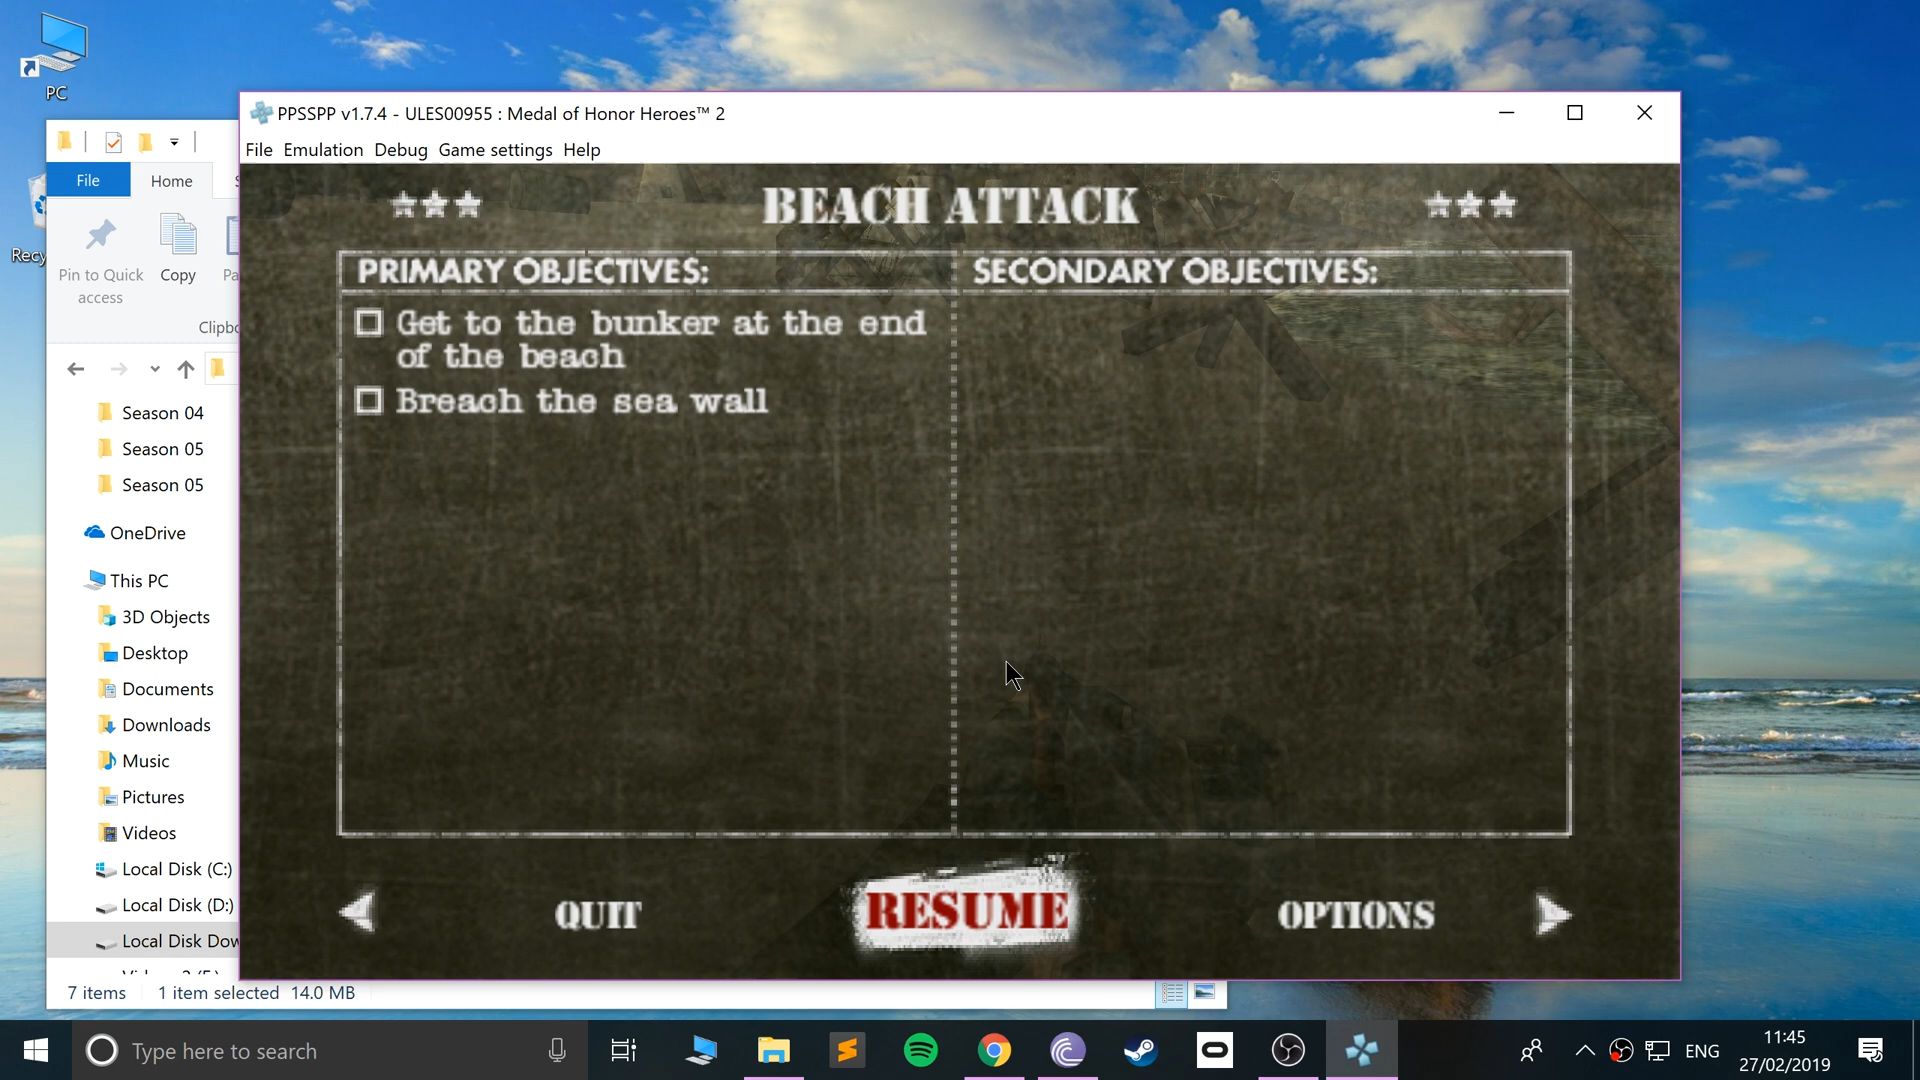 PC
Recy
File
Home
Pin to Quick
access
Copy
Pa
Clipbo
Season 04
Season 05
Season 05
OneDrive
This PC
3D Objects
Desktop
Documents
Downloads
Music
Pictures
Videos
Local Disk (C:)
Local Disk (D:)
Local Disk Dow
7 items 1 item selected 14.0 MB
PPSSPP v1.7.4 - ULES00955 : Medal of Honor Heroes™ 2
File Emulation Debug Game settings Help
BEACH ATTACK
PRIMARY OBJECTIVES: SECONDARY OBJECTIVES:
Get to the bunker at the end
of the beach
Breach the sea wall
QUIT RESUME OPTIONS
Type here to search
ENG
11:45
27/02/2019